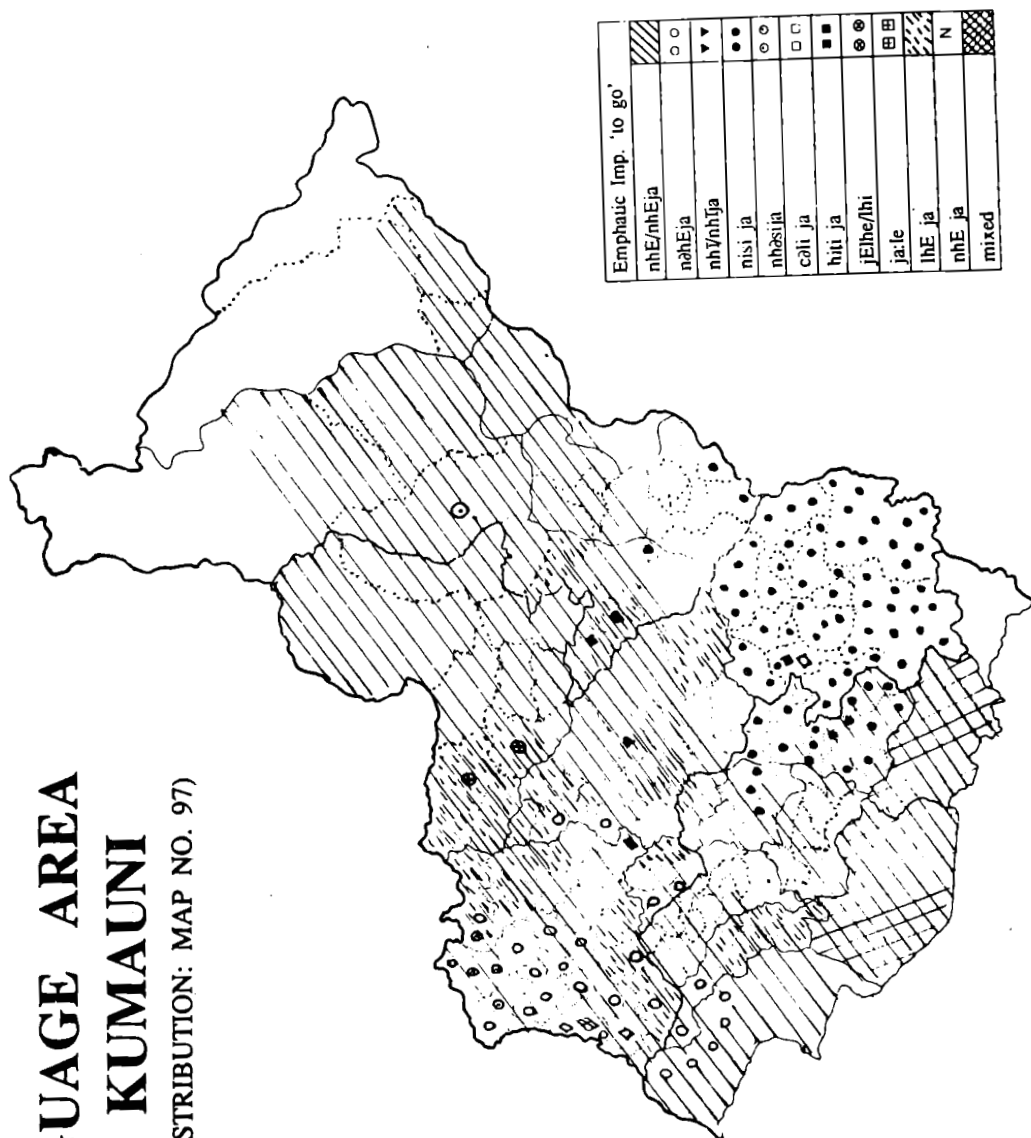 UAGE AREA
KUMAUNI
STRIBUTION: MAP NO. 97)
Emphatic Imp. 'to go'
nhE/nhEja
nəhEja
nhĩ/nhĩja
nisi ja
nhəsija
cəli ja
hiti ja
jElhe/lhi
ja:le
lhE ja
nhE ja N
mixed